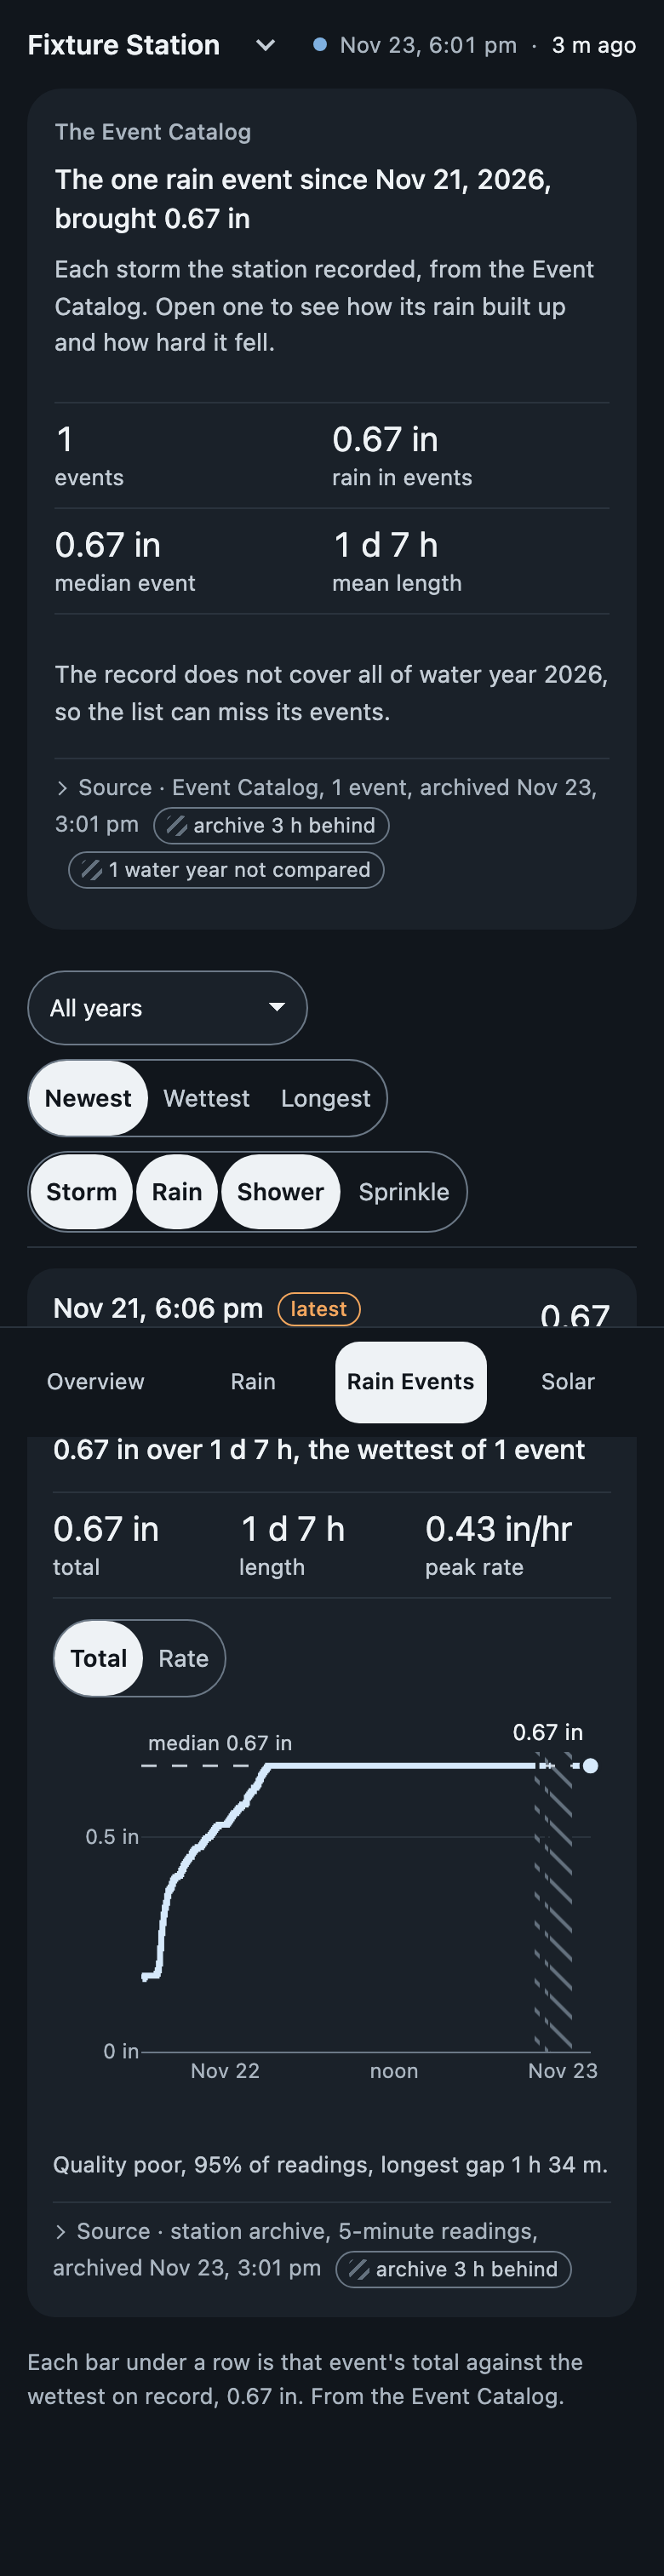 Fixture Station
Nov 23, 6:01 pm · 3 m ago
The Event Catalog
The one rain event since Nov 21, 2026,
brought 0.67 in
Each storm the station recorded, from the Event
Catalog. Open one to see how its rain built up
and how hard it fell.
1
events
0.67 in
rain in events
0.67 in
median event
1 d 7 h
mean length
The record does not cover all of water year 2026,
so the list can miss its events.
Source · Event Catalog, 1 event, archived Nov 23,
3:01 pm archive 3 h behind
1 water year not compared
All years
Newest Wettest Longest
Storm Rain Shower Sprinkle
Nov 21, 6:06 pm latest 0.67
Overview Rain Rain Events Solar
0.67 in over 1 d 7 h, the wettest of 1 event
0.67 in
total
1 d 7 h
length
0.43 in/hr
peak rate
Total Rate
0.67 in
median 0.67 in
0.5 in
0 in
Nov 22 noon Nov 23
Quality poor, 95% of readings, longest gap 1 h 34 m.
Source · station archive, 5-minute readings,
archived Nov 23, 3:01 pm archive 3 h behind
Each bar under a row is that event's total against the
wettest on record, 0.67 in. From the Event Catalog.